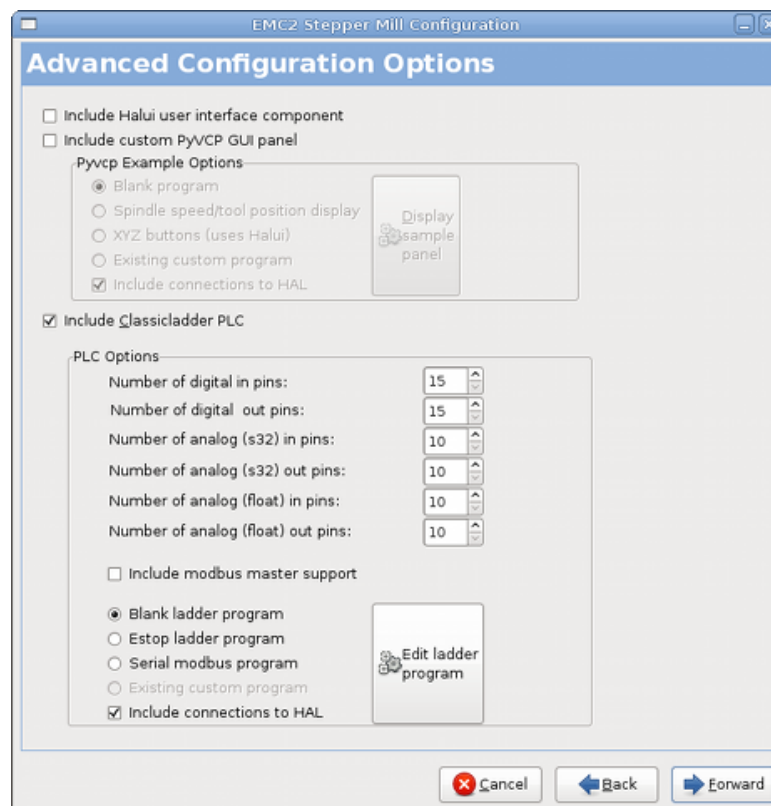 EMC2 Stepper Mill Configuration
Advanced Configuration Options
Include Halui user interface component
Include custom PyVCP GUI panel
Pyvcp Example Options
Blank program
Spindle speed/tool position display
XYZ buttons (uses Halui)
Existing custom program
Include connections to HAL
Display
sample
panel
Include Classicladder PLC
PLC Options
Number of digital in pins: 15
Number of digital out pins: 15
Number of analog (s32) in pins: 10
Number of analog (s32) out pins: 10
Number of analog (float) in pins: 10
Number of analog (float) out pins: 10
Include modbus master support
Blank ladder program
Estop ladder program
Serial modbus program
Existing custom program
Include connections to HAL
Edit ladder
program
Cancel Back Forward